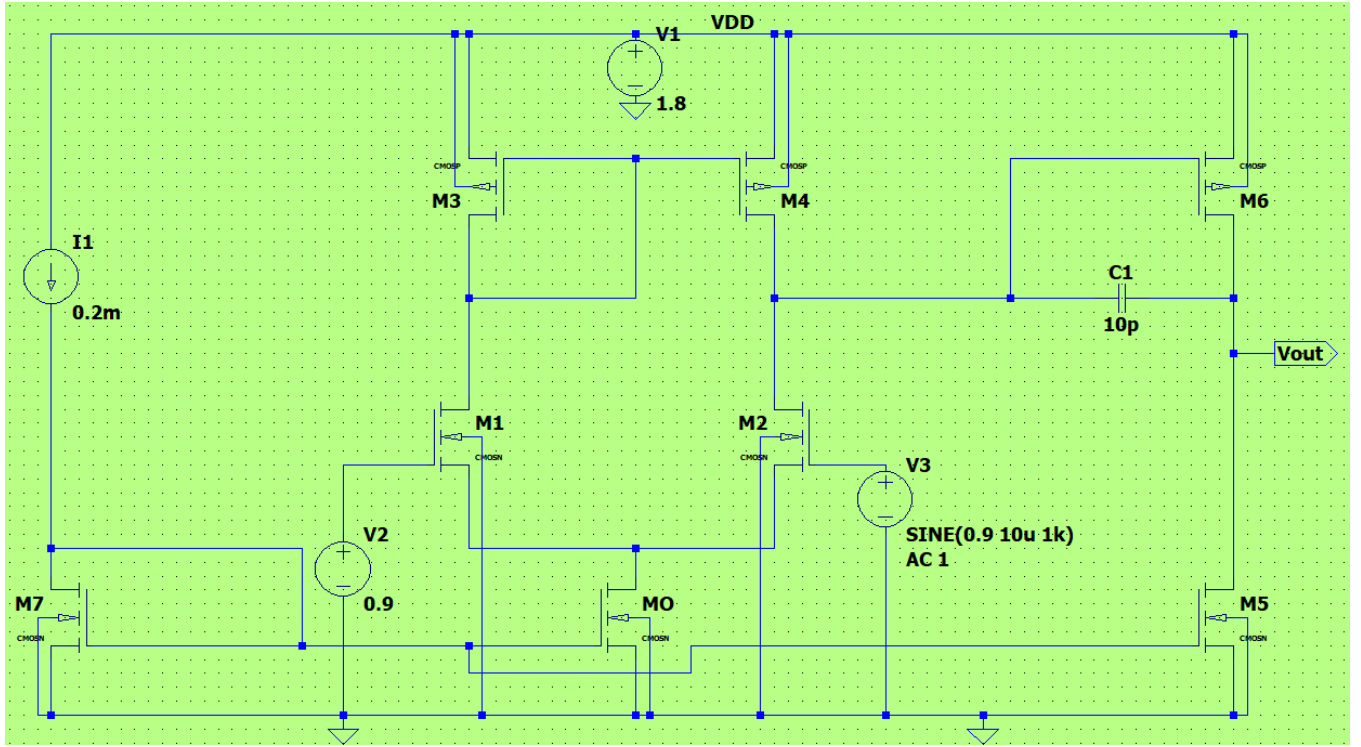 VDD
V1
1.8
CMOSP
M3
CMOSP
M4
CMOSP
M6
I1
0.2m
C1
10p
Vout
M1
CMOSN
M2
CMOSN
V3
SINE(0.9 10u 1k)
AC 1
V2
0.9
M7
CMOSN
MO
CMOSN
M5
CMOSN